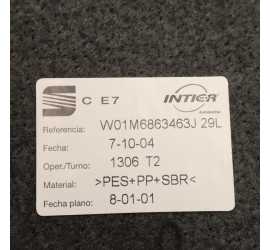 C E7 INTIER
Referencia: W01M6863463J 29L
Fecha: 7-10-04
Oper./Turno: 1306 T2
Material: >PES+PP+SBR<
Fecha plano: 8-01-01